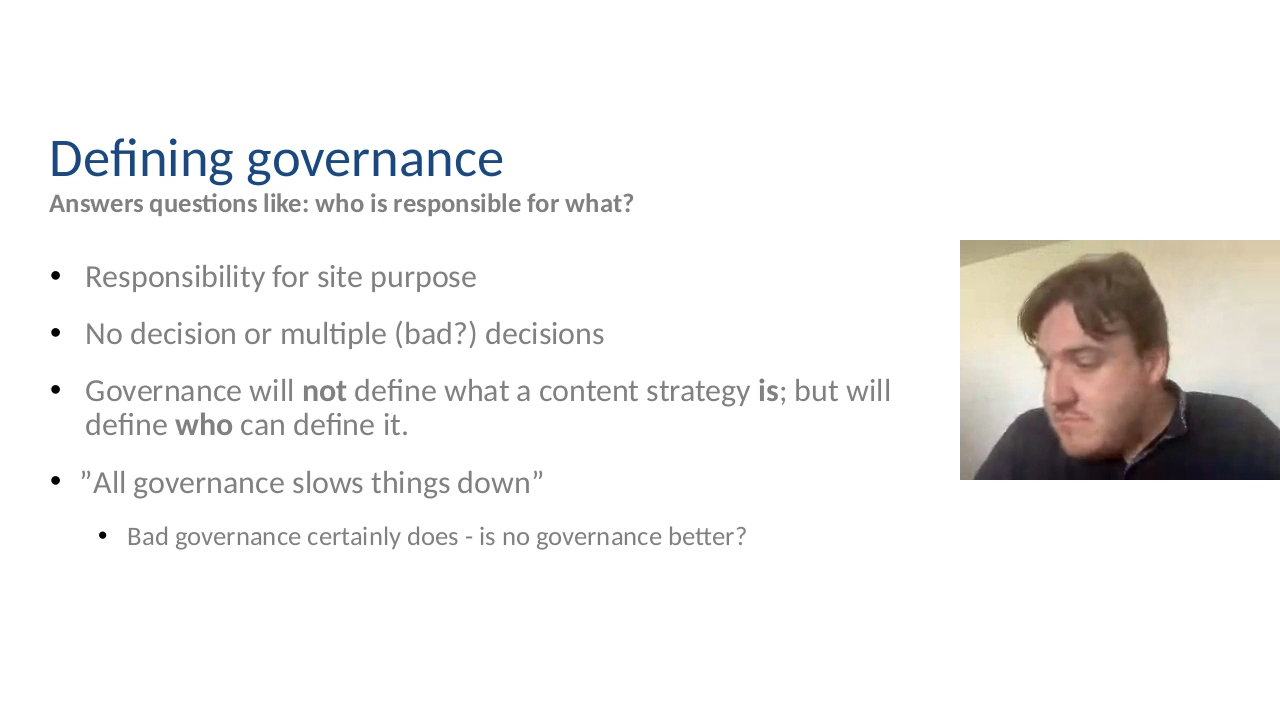 Defining governance
Answers questions like: who is responsible for what?
• Responsibility for site purpose
• No decision or multiple (bad?) decisions
• Governance will not define what a content strategy is; but will
define who can define it.
• ”All governance slows things down”
• Bad governance certainly does - is no governance better?